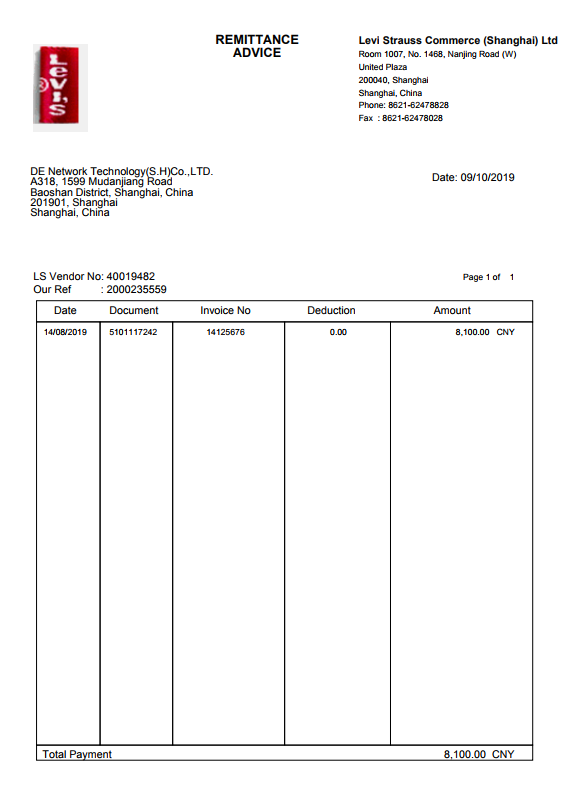 LEVI'S
REMITTANCE
ADVICE
Levi Strauss Commerce (Shanghai) Ltd
Room 1007, No. 1468, Nanjing Road (W)
United Plaza
200040, Shanghai
Shanghai, China
Phone: 8621-62478828
Fax : 8621-62478028
DE Network Technology(S.H)Co.,LTD.
A318, 1599 Mudanjiang Road
Baoshan District, Shanghai, China
201901, Shanghai
Shanghai, China
Date: 09/10/2019
LS Vendor No: 40019482
Our Ref : 2000235559
Page 1 of 1
Date Document Invoice No Deduction Amount
14/08/2019 5101117242 14125676 0.00 8,100.00 CNY
Total Payment 8,100.00 CNY